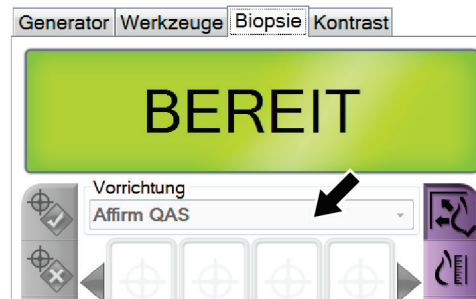 Generator Werkzeuge Biopsie Kontrast
BEREIT
Vorrichtung
Affirm QAS